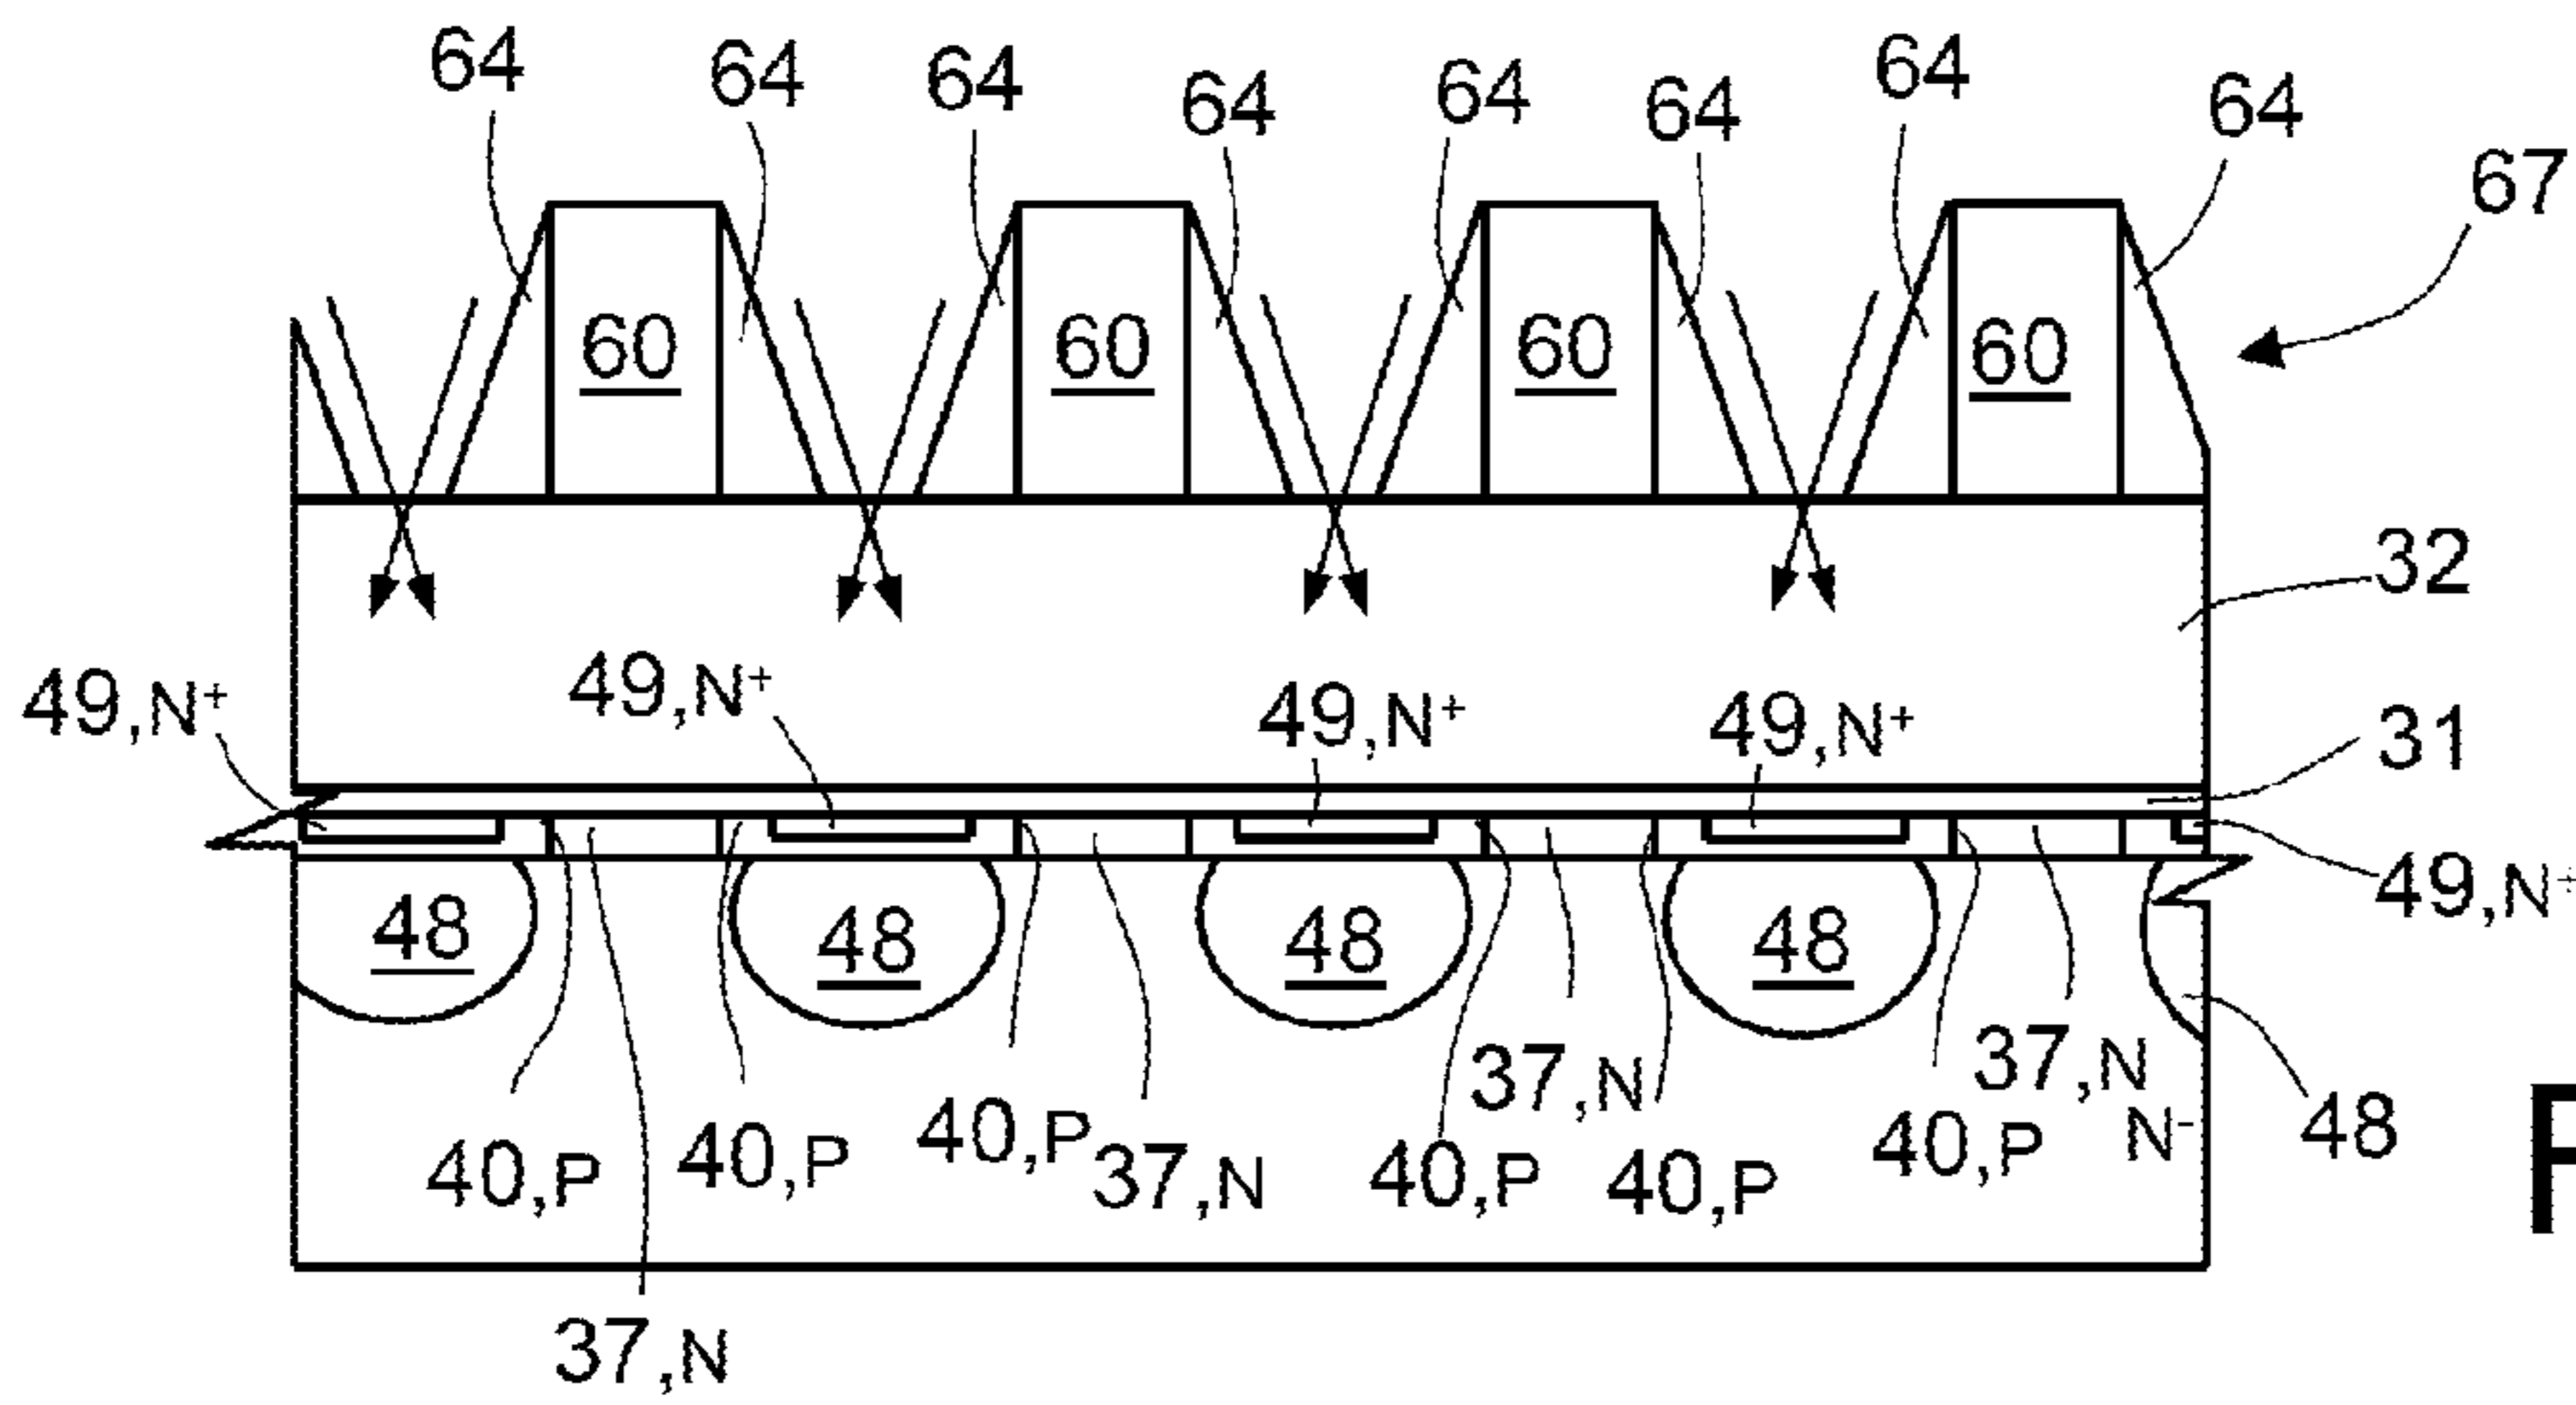 64 64 64 64 64 64 64 64
67
60 60 60 60
32
49,N+ 49,N+ 49,N+ 49,N+ 31
49,N+
48 48 48 48
37,N 37,N
40,P 40,P 40,P 37,N 40,P 40,P 40,P N- 48
37,N
F